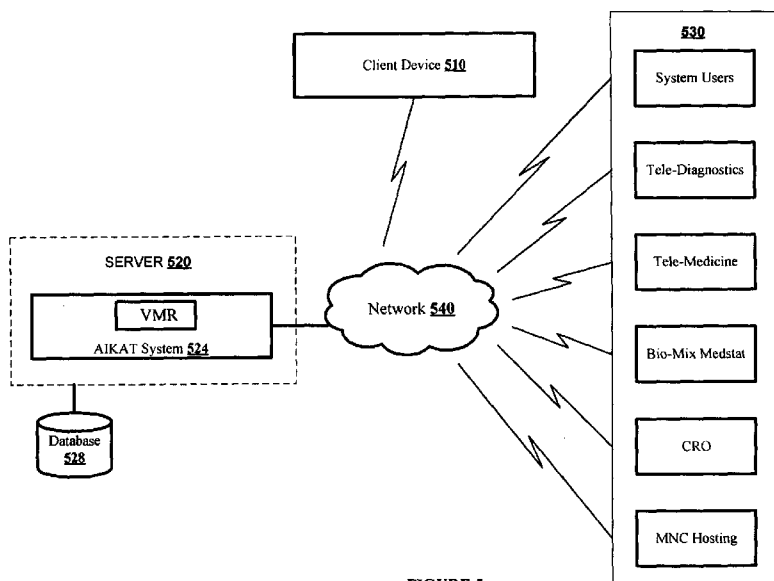 530
Client Device 510
System Users
Tele-Diagnostics
SERVER 520
VMR
AIKAT System 524
Network 540
Tele-Medicine
Bio-Mix Medstat
Database
528
CRO
MNC Hosting